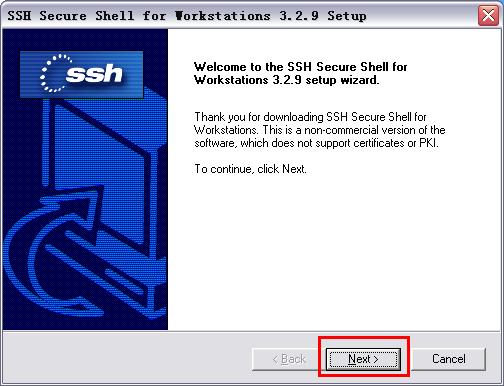 SSH Secure Shell for Workstations 3.2.9 Setup
ssh
Welcome to the SSH Secure Shell for
Workstations 3.2.9 setup wizard.
Thank you for downloading SSH Secure Shell for
Workstations. This is a non-commercial version of the
software, which does not support certificates or PKI.
To continue, click Next.
< Back
Next >
Cancel